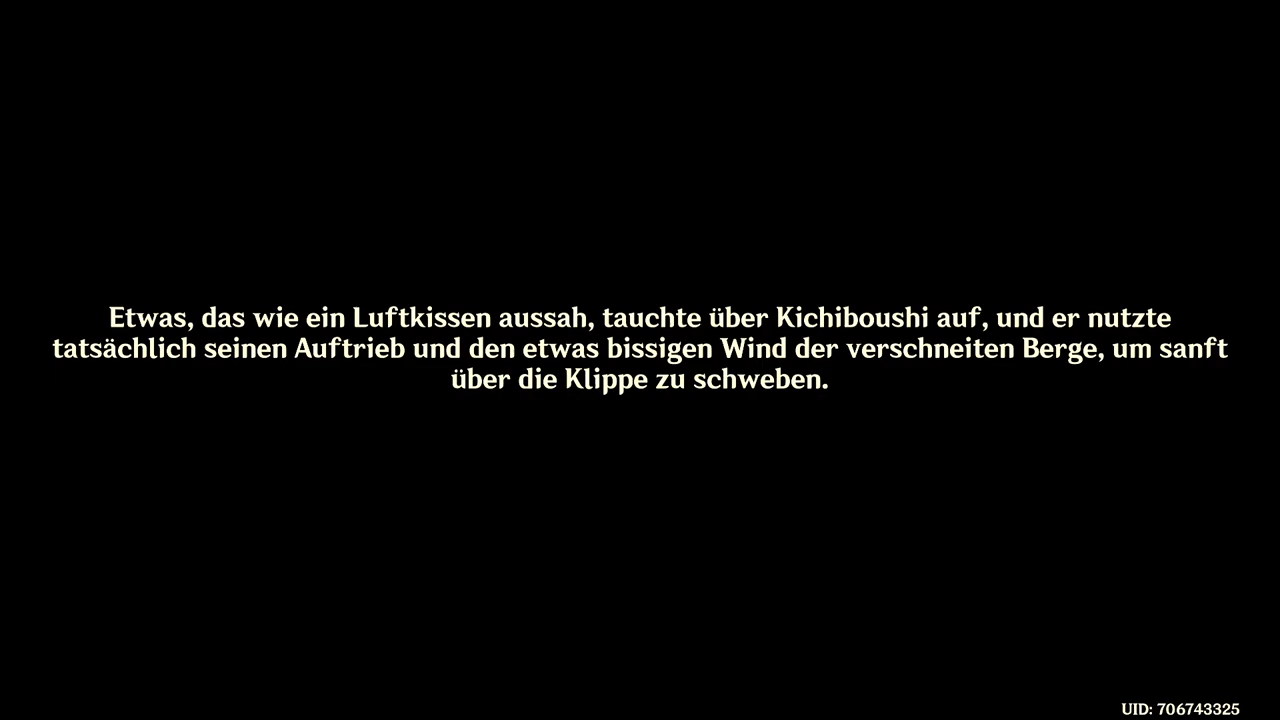 Etwas, das wie ein Luftkissen aussah, tauchte über Kichiboushi auf, und er nutzte
tatsächlich seinen Auftrieb und den etwas bissigen Wind der verschneiten Berge, um sanft
über die Klippe zu schweben.
UID: 706743325